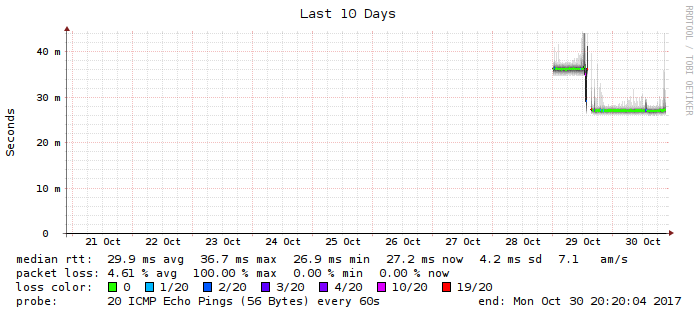 Last 10 Days
RRDTOOL / TOBI OETIKER
Seconds
40 m
30 m
20 m
10 m
0
21 Oct 22 Oct 23 Oct 24 Oct 25 Oct 26 Oct 27 Oct 28 Oct 29 Oct 30 Oct
median rtt: 29.9 ms avg 36.7 ms max 26.9 ms min 27.2 ms now 4.2 ms sd 7.1 am/s
packet loss: 4.61 % avg 100.00 % max 0.00 % min 0.00 % now
loss color: 0 1/20 2/20 3/20 4/20 10/20 19/20
probe: 20 ICMP Echo Pings (56 Bytes) every 60s end: Mon Oct 30 20:20:04 2017